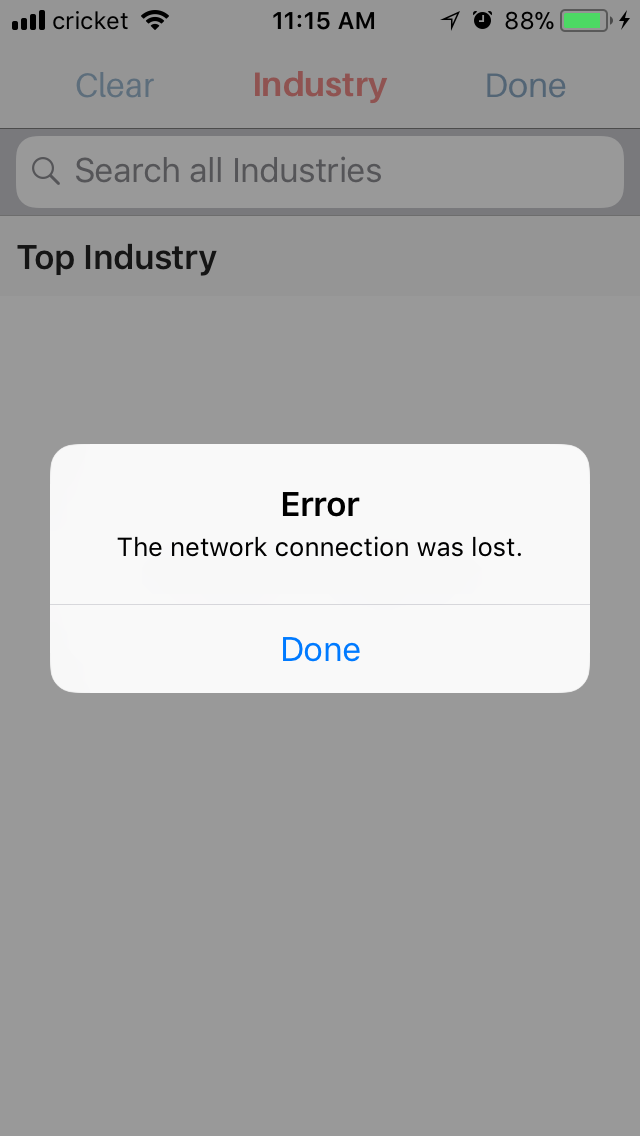 cricket 11:15 AM 88%
Clear Industry Done
Search all Industries
Top Industry
Error
The network connection was lost.
Done